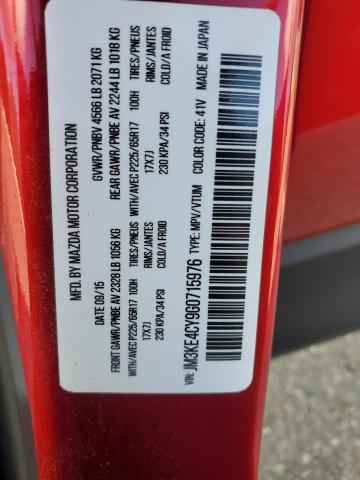 MFD. BY MAZDA MOTOR CORPORATION
DATE 09/15 GVWR/PNBV 4566 LB 2071 KG
FRONT GAWR/PNBE AV 2328 LB 1056 KG REAR GAWR/PNBE AV 2244 LB 1018 KG
WITH/AVEC P225/65R17 100H TIRES/PNEUS WITH/AVEC P225/65R17 100H TIRES/PNEUS
17X7J RIMS/JANTES 17X7J RIMS/JANTES
230 KPA/34 PSI COLD/A FROID 230 KPA/34 PSI COLD/A FROID
VIN: JM3KE4CY9G0715976 TYPE: MPV/VTUM COLOR CODE: 41V MADE IN JAPAN